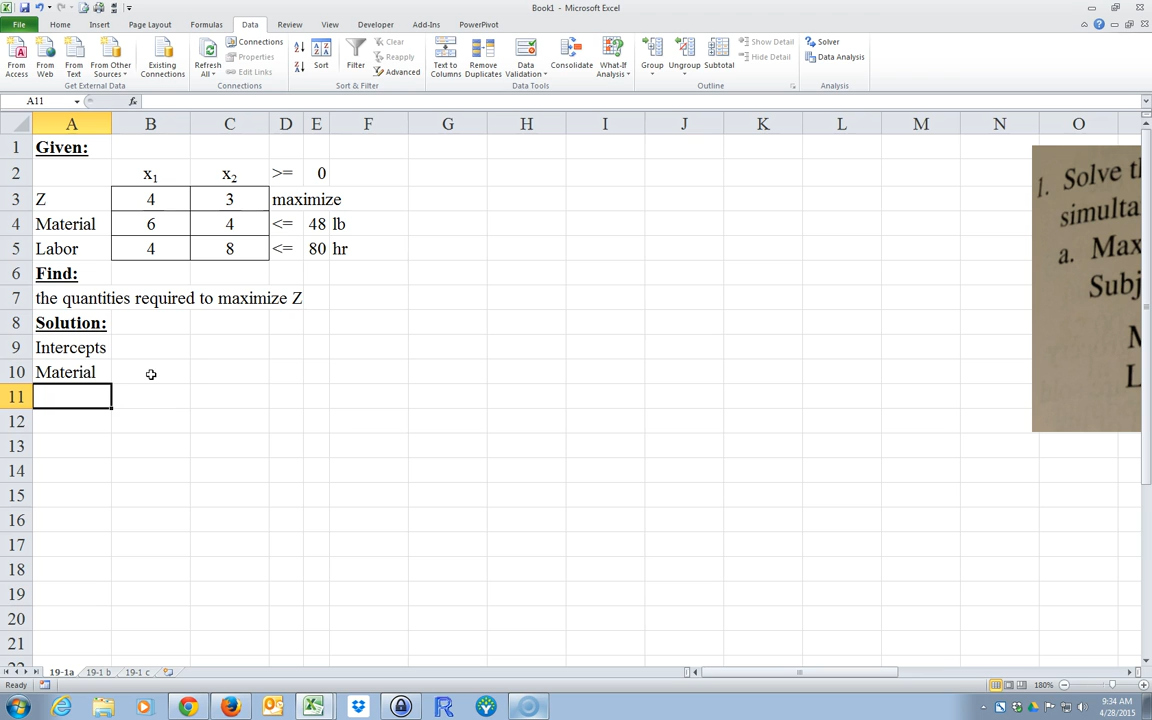 Book1 - Microsoft Excel
File Home Insert Page Layout Formulas Data Review View Developer Add-Ins PowerPivot
From Access From Web From Text From Other Sources Existing Connections Refresh All Connections Properties Edit Links Sort Filter Clear Reapply Advanced Text to Columns Remove Duplicates Data Validation Consolidate What-If Analysis Group Ungroup Subtotal Show Detail Hide Detail Solver Data Analysis
Get External Data Connections Sort & Filter Data Tools Outline Analysis
A11 fx
A B C D E F G H I J K L M N O
1 Given:
2 x1 x2 >= 0
3 Z 4 3 maximize
4 Material 6 4 <= 48 lb
5 Labor 4 8 <= 80 hr
6 Find:
7 the quantities required to maximize Z
8 Solution:
9 Intercepts
10 Material
11
12
13
14
15
16
17
18
19
20
21
22
1. Solve th
simulta
a. Max
Subj
M
L
19-1a 19-1 b 19-1 c
Ready 180%
9:34 AM
4/28/2015